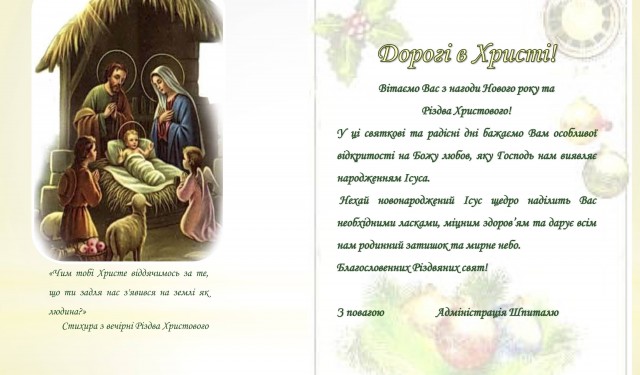 «Чим тобі Христе віддячимось за те,
що ти задля нас з'явився на землі як
людина?»
Стихира з вечірні Різдва Христового
Дорогі в Христі!
Вітаємо Вас з нагоди Нового року та
Різдва Христового!
У ці святкові та радісні дні бажаємо Вам особливої
відкритості на Божу любов, яку Господь нам виявляє
народженням Ісуса.
Нехай новонароджений Ісус щедро наділить Вас
необхідними ласками, міцним здоров’ям та дарує всім
нам родинний затишок та мирне небо.
Благословенних Різдвяних свят!
З повагою Адміністрація Шпиталю